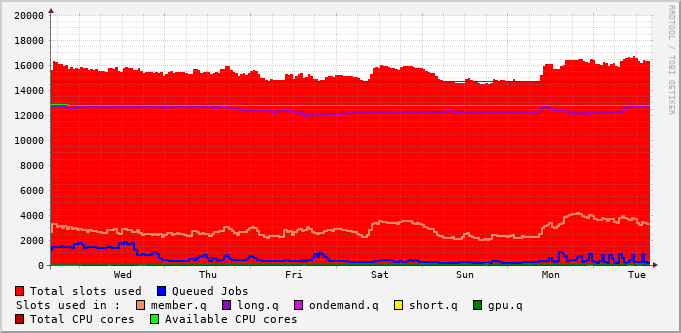 20000
18000
16000
14000
12000
10000
8000
6000
4000
2000
0
Wed Thu Fri Sat Sun Mon Tue
RRDTOOL / TOBI OETIKER
Total slots used Queued Jobs
Slots used in : member.q long.q ondemand.q short.q gpu.q
Total CPU cores Available CPU cores